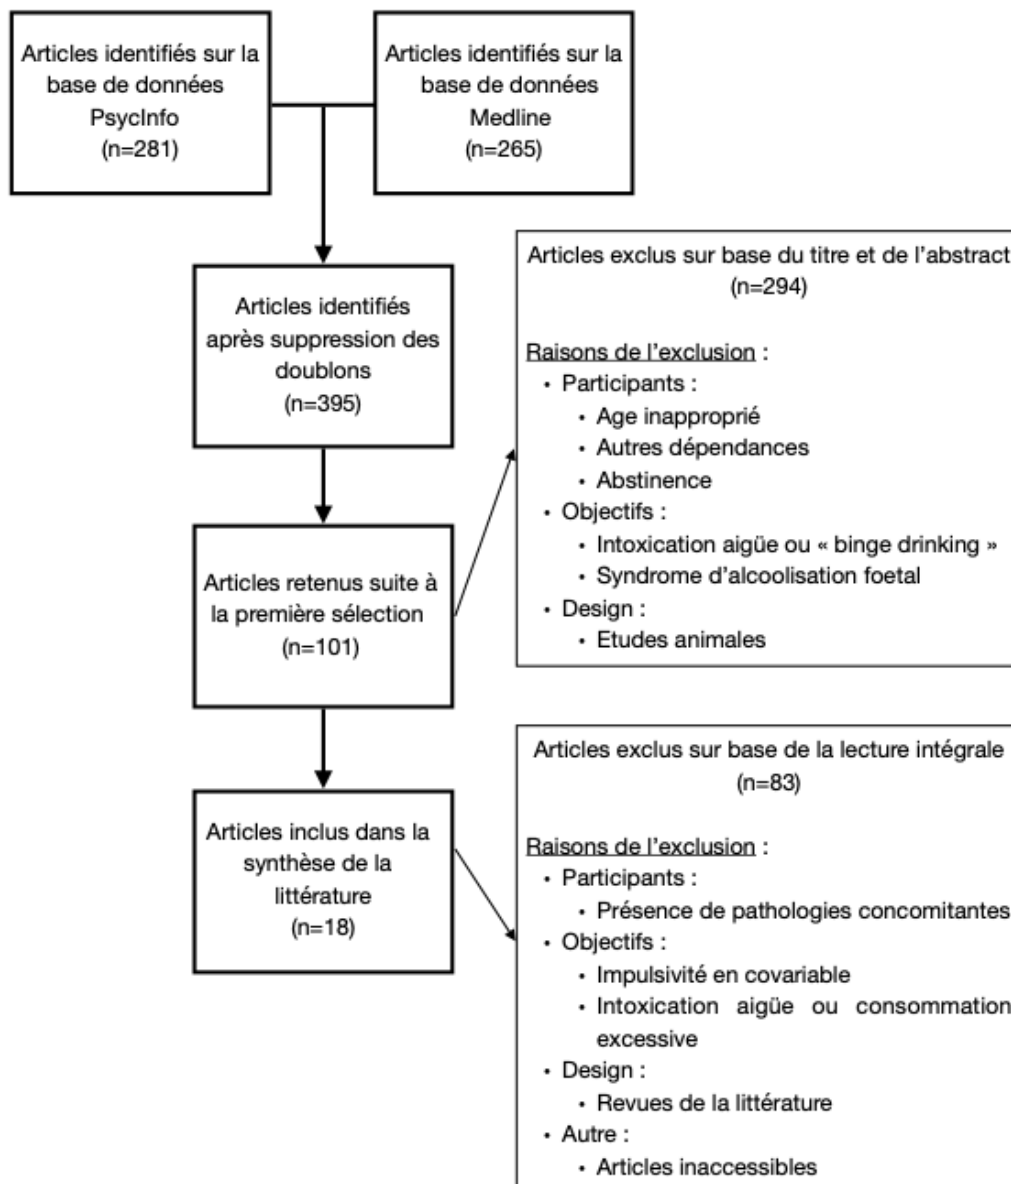 Articles identifiés sur la
base de données
PsycInfo
(n=281)
Articles identifiés sur la
base de données
Medline
(n=265)
Articles identifiés
après suppression des
doublons
(n=395)
Articles exclus sur base du titre et de l’abstract
(n=294)
Raisons de l’exclusion :
• Participants :
• Age inapproprié
• Autres dépendances
• Abstinence
• Objectifs :
• Intoxication aigüe ou « binge drinking »
• Syndrome d’alcoolisation foetal
• Design :
• Etudes animales
Articles retenus suite à
la première sélection
(n=101)
Articles inclus dans la
synthèse de la
littérature
(n=18)
Articles exclus sur base de la lecture intégrale
(n=83)
Raisons de l’exclusion :
• Participants :
• Présence de pathologies concomitantes
• Objectifs :
• Impulsivité en covariable
• Intoxication aigüe ou consommation
excessive
• Design :
• Revues de la littérature
• Autre :
• Articles inaccessibles